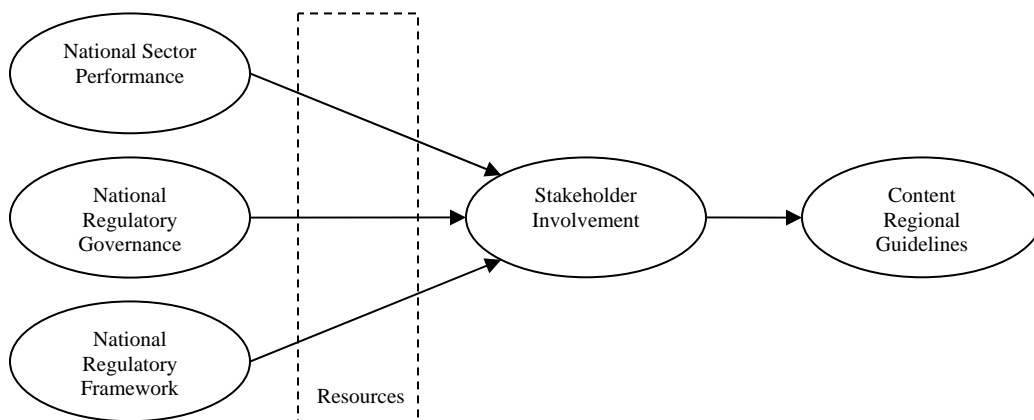 National Sector
Performance
National
Regulatory
Governance
National
Regulatory
Framework
Resources
Stakeholder
Involvement
Content
Regional
Guidelines